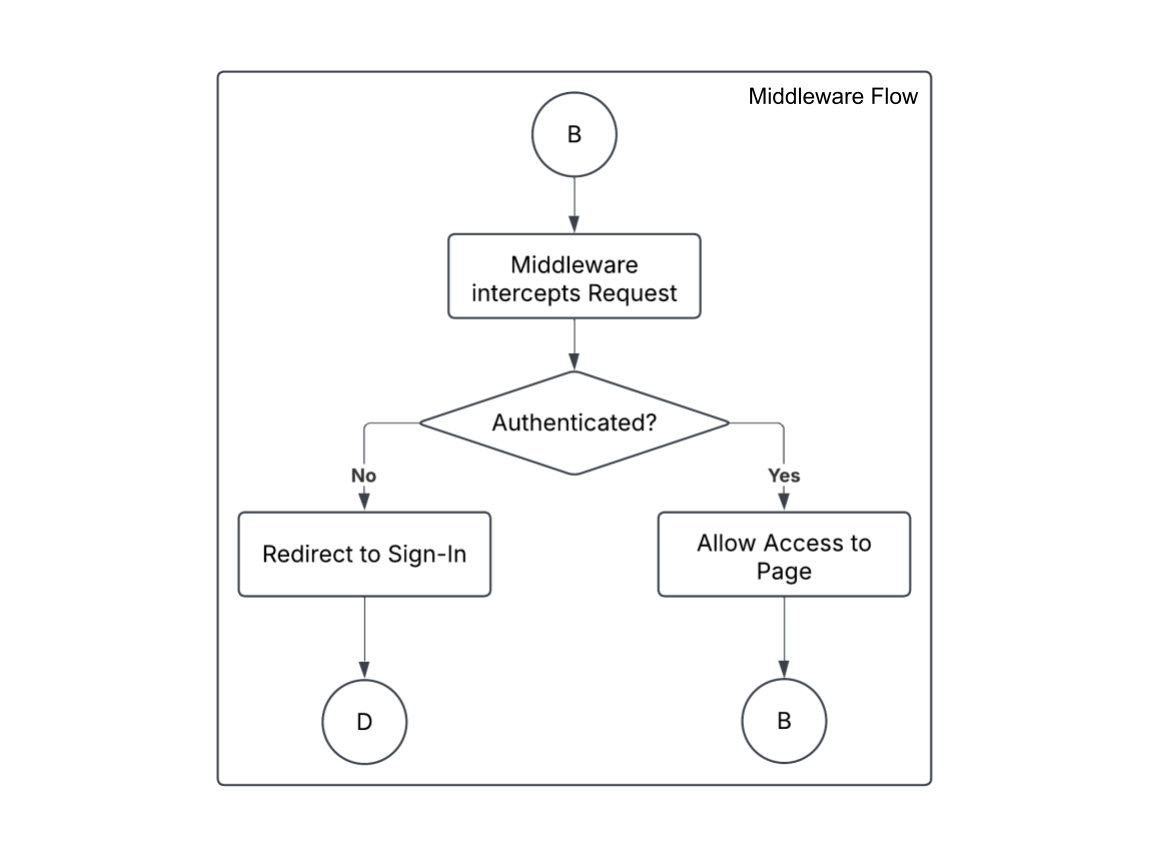 Middleware Flow
B
Middleware
intercepts Request
Authenticated?
No
Yes
Redirect to Sign-In
Allow Access to
Page
D
B